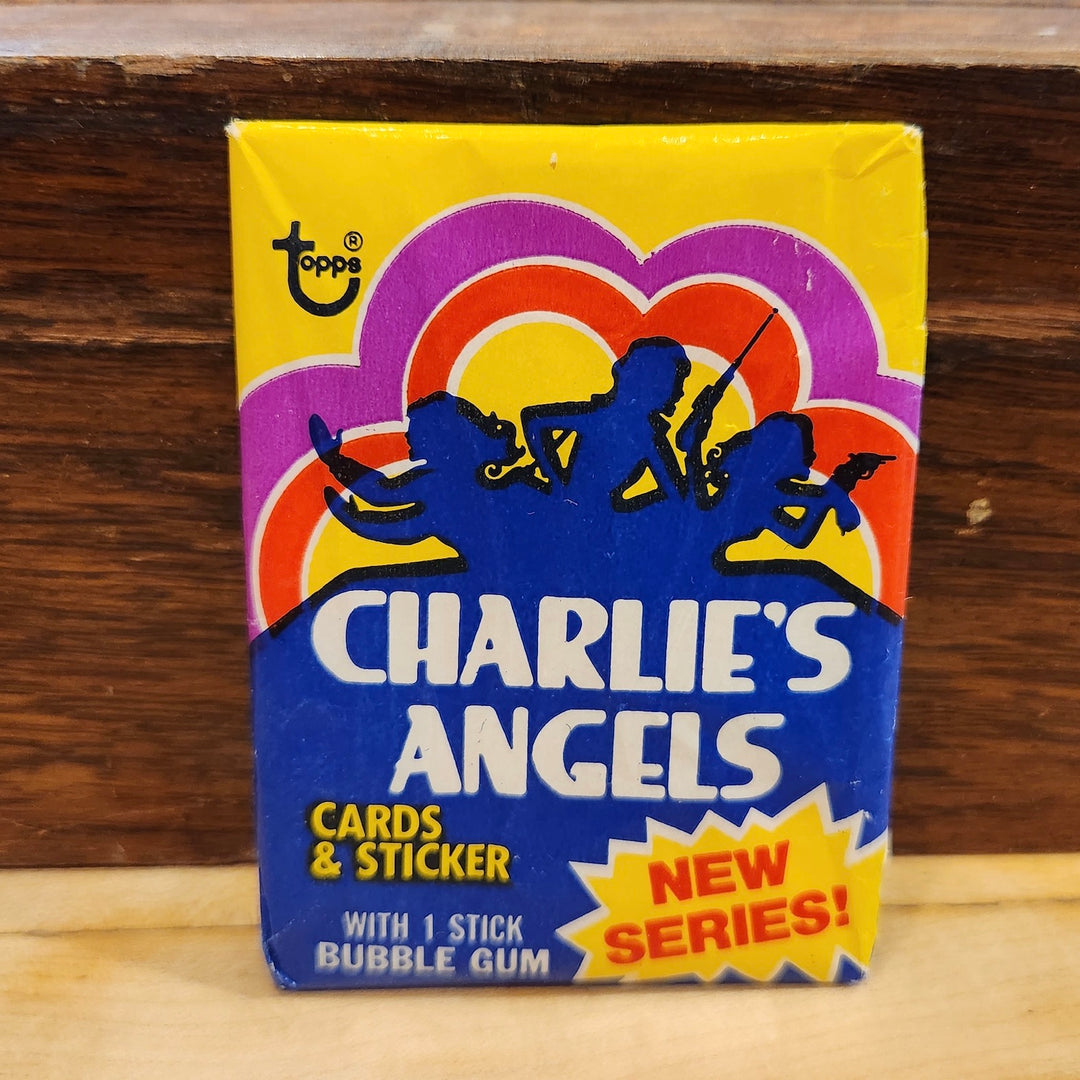 topps®
CHARLIE'S
ANGELS
CARDS
& STICKER
WITH 1 STICK
BUBBLE GUM
NEW
SERIES!